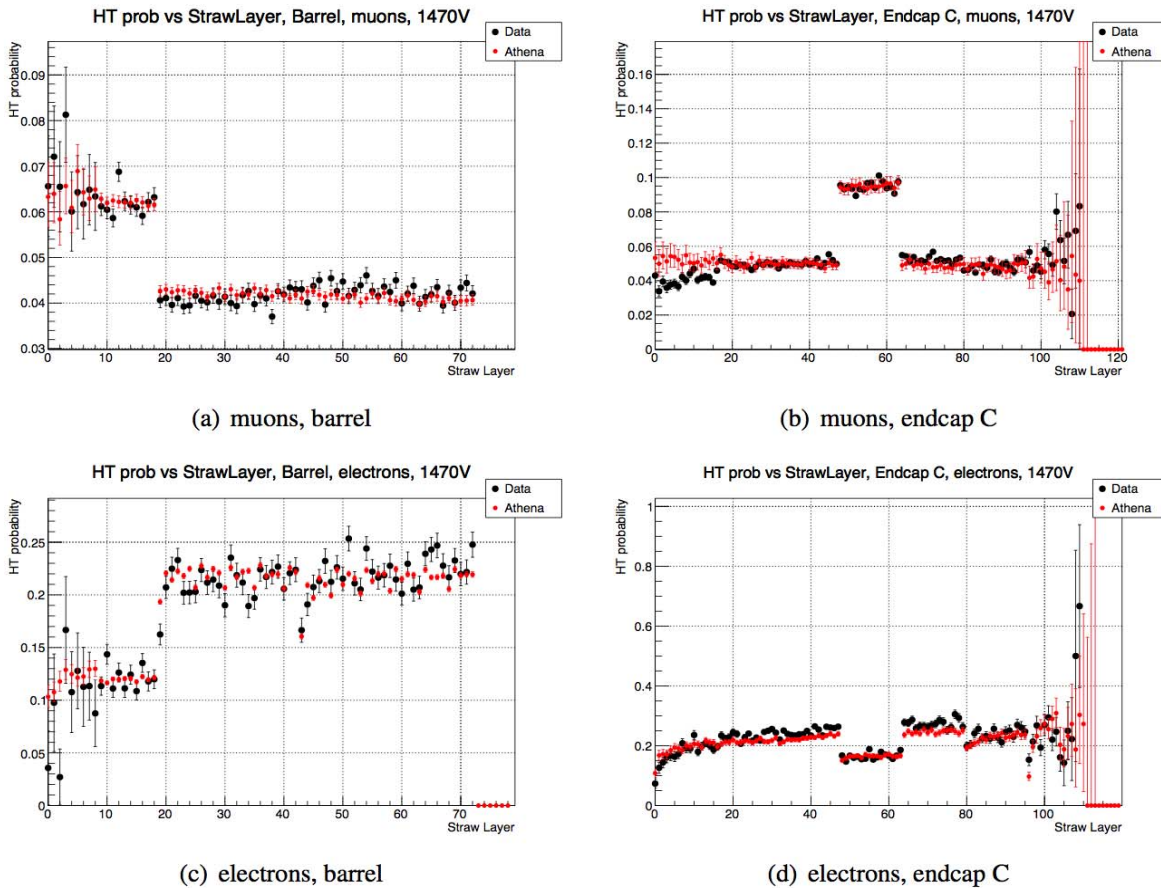 HT prob vs StrawLayer, Barrel, muons, 1470V
HT probability
Data
Athena
0.09
0.08
0.07
0.06
0.05
0.04
0.03
0 10 20 30 40 50 60 70
Straw Layer
(a) muons, barrel
HT prob vs StrawLayer, Endcap C, muons, 1470V
HT probability
Data
Athena
0.16
0.14
0.12
0.1
0.08
0.06
0.04
0.02
0
0 20 40 60 80 100 120
Straw Layer
(b) muons, endcap C
HT prob vs StrawLayer, Barrel, electrons, 1470V
HT probability
Data
Athena
0.25
0.2
0.15
0.1
0.05
0
0 10 20 30 40 50 60 70
Straw Layer
(c) electrons, barrel
HT prob vs StrawLayer, Endcap C, electrons, 1470V
HT probability
Data
Athena
1
0.8
0.6
0.4
0.2
0
0 20 40 60 80 100
Straw Layer
(d) electrons, endcap C